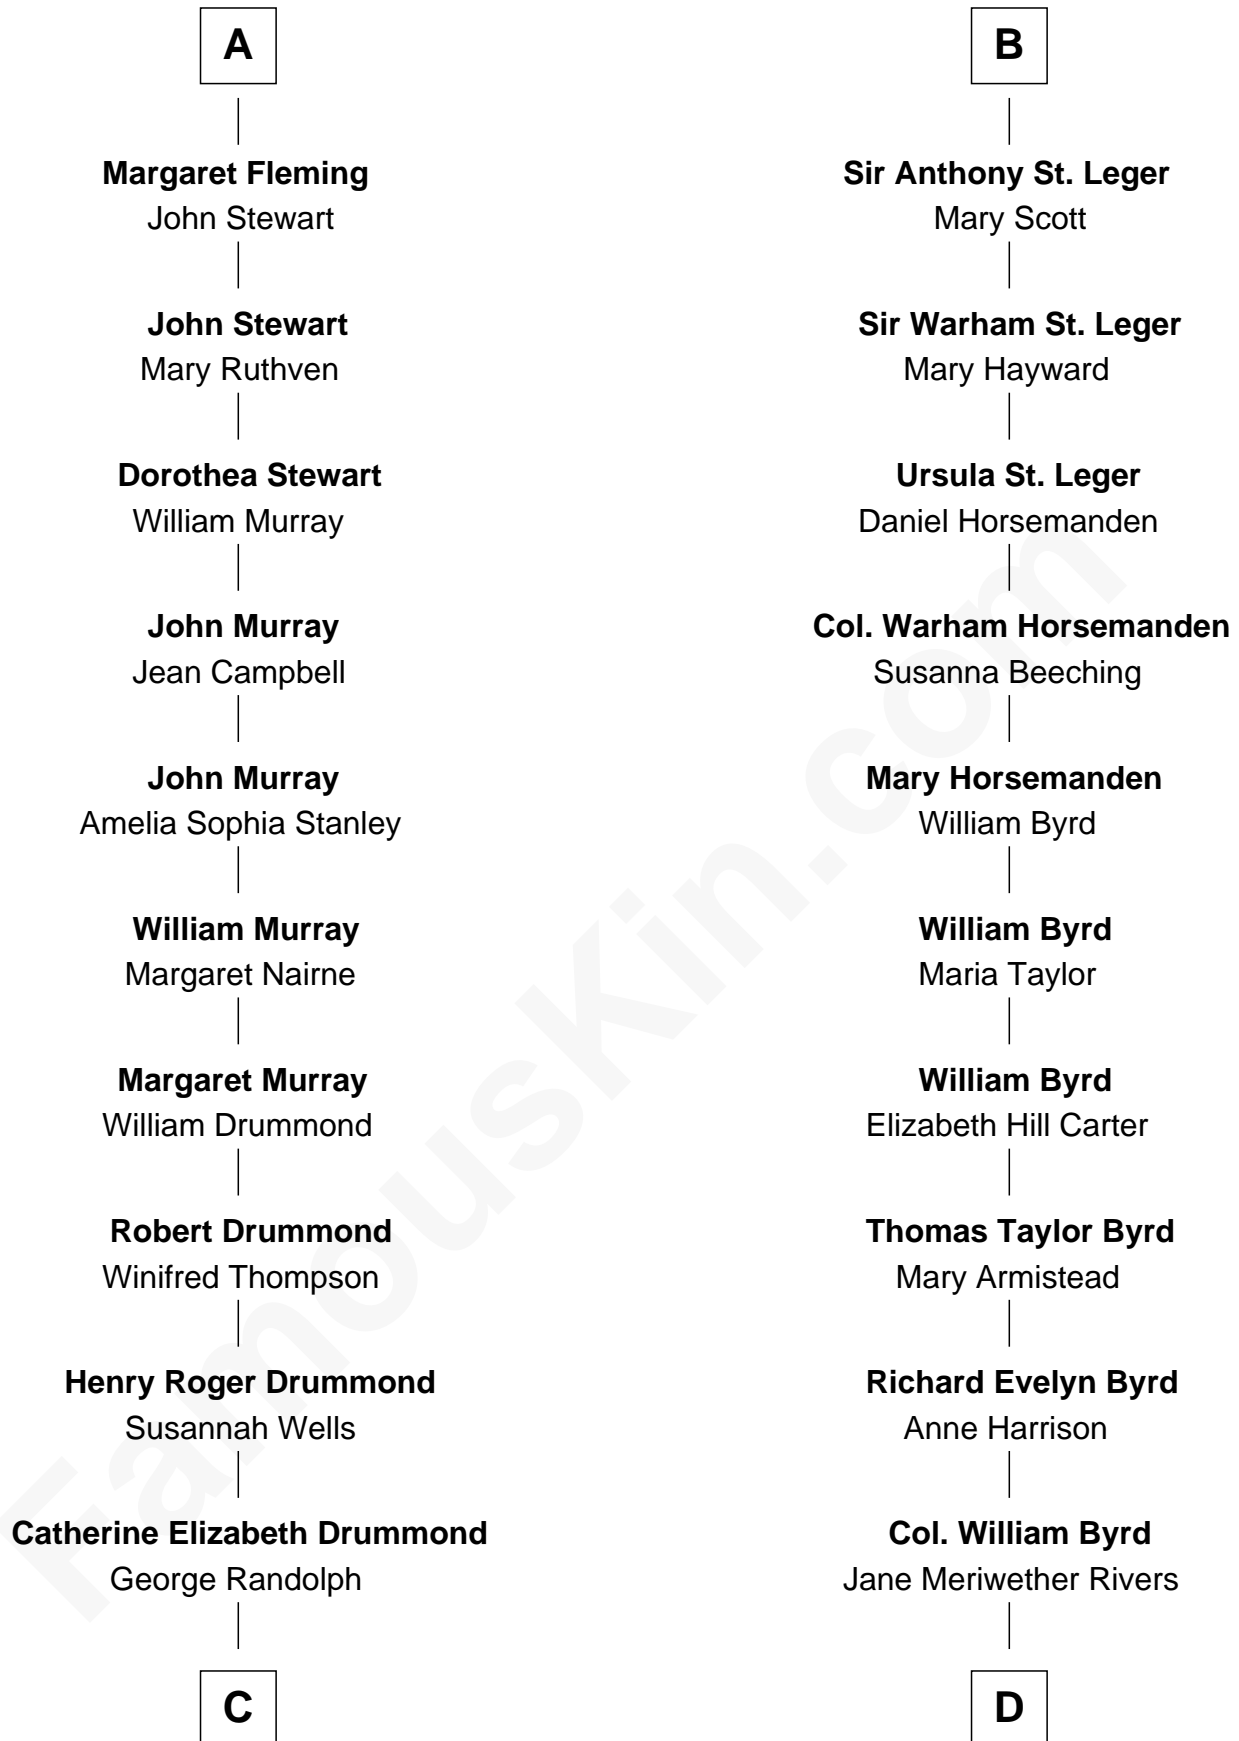 A
Margaret Fleming
John Stewart
John Stewart
Mary Ruthven
Dorothea Stewart
William Murray
John Murray
Jean Campbell
John Murray
Amelia Sophia Stanley
William Murray
Margaret Nairne
Margaret Murray
William Drummond
Robert Drummond
Winifred Thompson
Henry Roger Drummond
Susannah Wells
Catherine Elizabeth Drummond
George Randolph
C
B
Sir Anthony St. Leger
Mary Scott
Sir Warham St. Leger
Mary Hayward
Ursula St. Leger
Daniel Horsemanden
Col. Warham Horsemanden
Susanna Beeching
Mary Horsemanden
William Byrd
William Byrd
Maria Taylor
William Byrd
Elizabeth Hill Carter
Thomas Taylor Byrd
Mary Armistead
Richard Evelyn Byrd
Anne Harrison
Col. William Byrd
Jane Meriwether Rivers
D
FamousKin.com